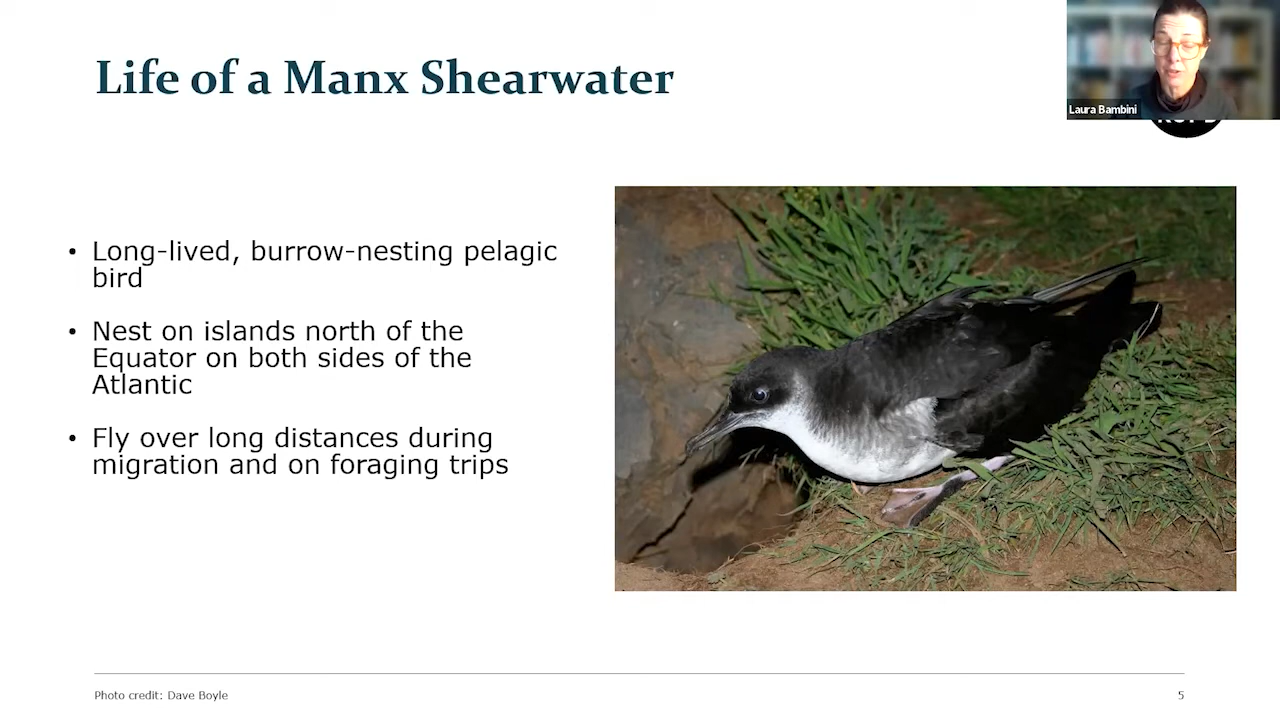 Life of a Manx Shearwater
Laura Bambini
• Long-lived, burrow-nesting pelagic
bird
• Nest on islands north of the
Equator on both sides of the
Atlantic
• Fly over long distances during
migration and on foraging trips
Photo credit: Dave Boyle
5